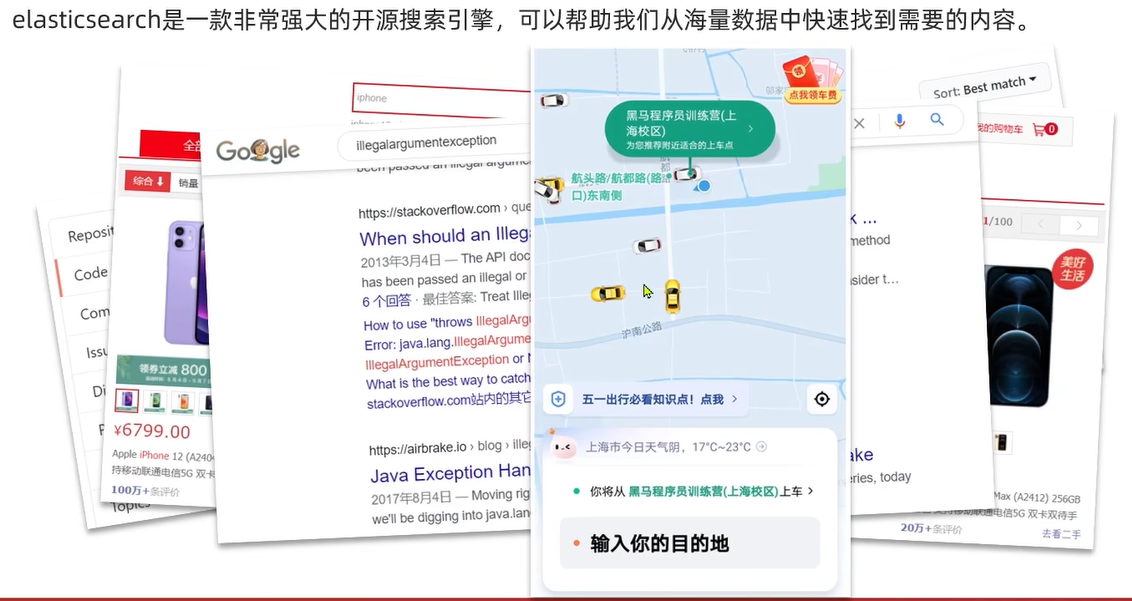 elasticsearch是一款非常强大的开源搜索引擎，可以帮助我们从海量数据中快速找到需要的内容。
iphone
Sort: Best match
全部
综合
销量
Google
illegalargumentexception
我的购物车
0
1/100
美好
生活
Code
https://stackoverflow.com › que
When should an Illega
2013年3月4日 — The API doc
has been passed an illegal or
6 个回答 · 最佳答案: Treat Illeg
How to use "throws IllegalArgu
Error: java.lang.IllegalArgume
IllegalArgumentException or N
What is the best way to catch
stackoverflow.com站内的其它
https://airbrake.io › blog › illeg
Java Exception Han
2017年8月4日 — Moving rig
we'll be digging into java.lan
method
领券立减 800
¥6799.00
Apple iPhone 12 (A240
持移动联通电信5G 双卡
100万+条评价
Topics
点我领车费
黑马程序员训练营(上
海校区)
为您推荐附近适合的上车点
航头路/航都路(路
口)东南侧
沪南公路
五一出行必看知识点！点我
上海市今日天气阴，17°C~23°C
你将从 黑马程序员训练营(上海校区)上车
输入你的目的地
eries, today
Max (A2412) 256GB
支持移动联通电信5G 双卡双待手
20万+条评价
去看二手